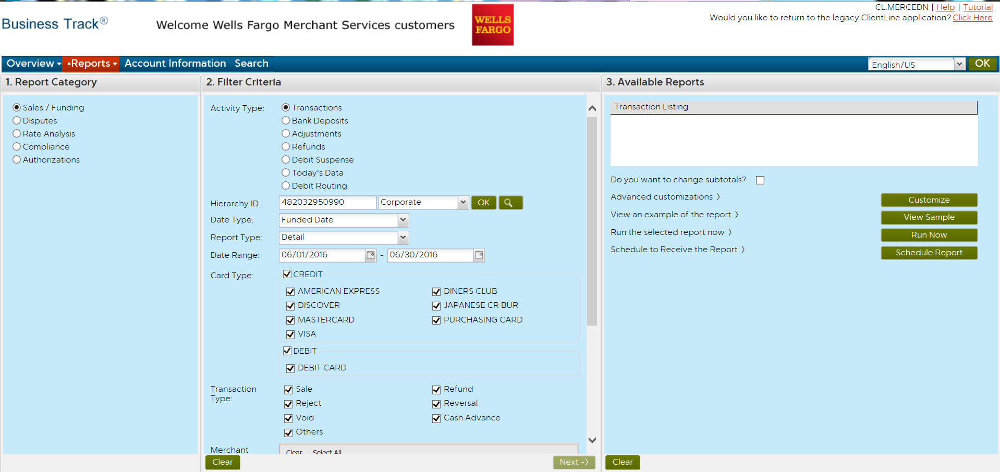 CL.MERCEDN | Help | Tutorial
Would you like to return to the legacy ClientLine application? Click Here
Business Track®
Welcome Wells Fargo Merchant Services customers
WELLS
FARGO
Overview •Reports Account Information Search
English/US OK
1. Report Category
Sales / Funding
Disputes
Rate Analysis
Compliance
Authorizations
2. Filter Criteria
Activity Type:
Transactions
Bank Deposits
Adjustments
Refunds
Debit Suspense
Today's Data
Debit Routing
Hierarchy ID: 482032950990 Corporate OK
Date Type: Funded Date
Report Type: Detail
Date Range: 06/01/2016 - 06/30/2016
Card Type: CREDIT
AMERICAN EXPRESS DINERS CLUB
DISCOVER JAPANESE CR BUR
MASTERCARD PURCHASING CARD
VISA
DEBIT
DEBIT CARD
Transaction
Type:
Sale Refund
Reject Reversal
Void Cash Advance
Others
Merchant
Clear Select All
Clear Next ->
3. Available Reports
Transaction Listing
Do you want to change subtotals?
Advanced customizations > Customize
View an example of the report > View Sample
Run the selected report now > Run Now
Schedule to Receive the Report > Schedule Report
Clear